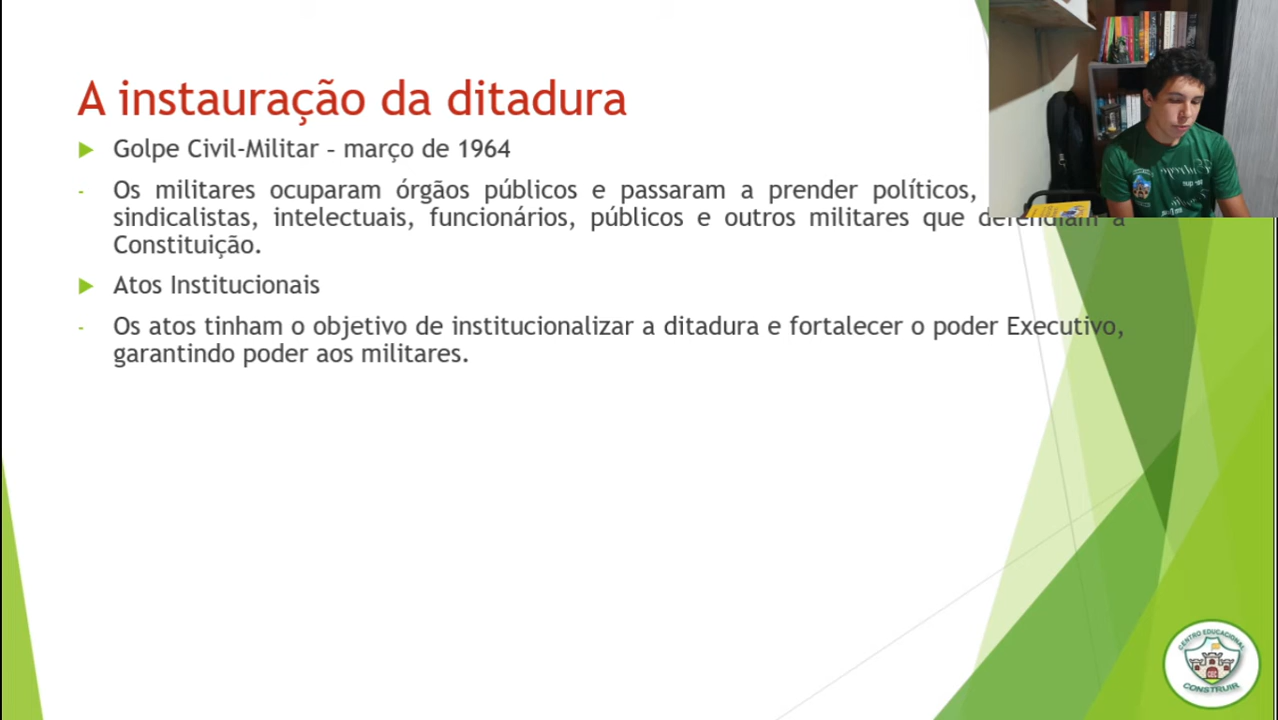 A instauração da ditadura
Golpe Civil-Militar – março de 1964
- Os militares ocuparam órgãos públicos e passaram a prender políticos,
sindicalistas, intelectuais, funcionários, públicos e outros militares que defendiam a
Constituição.
Atos Institucionais
- Os atos tinham o objetivo de institucionalizar a ditadura e fortalecer o poder Executivo,
garantindo poder aos militares.
CENTRO EDUCACIONAL
CEC
CONSTRUIR